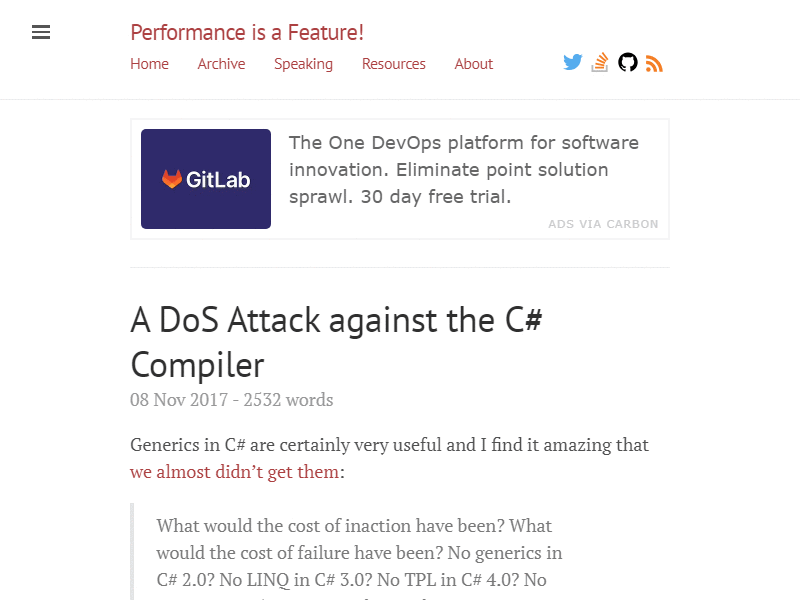 Performance is a Feature!
Home Archive Speaking Resources About
GitLab
The One DevOps platform for software
innovation. Eliminate point solution
sprawl. 30 day free trial.
ADS VIA CARBON
A DoS Attack against the C#
Compiler
08 Nov 2017 - 2532 words
Generics in C# are certainly very useful and I find it amazing that
we almost didn’t get them:
What would the cost of inaction have been? What
would the cost of failure have been? No generics in
C# 2.0? No LINQ in C# 3.0? No TPL in C# 4.0? No